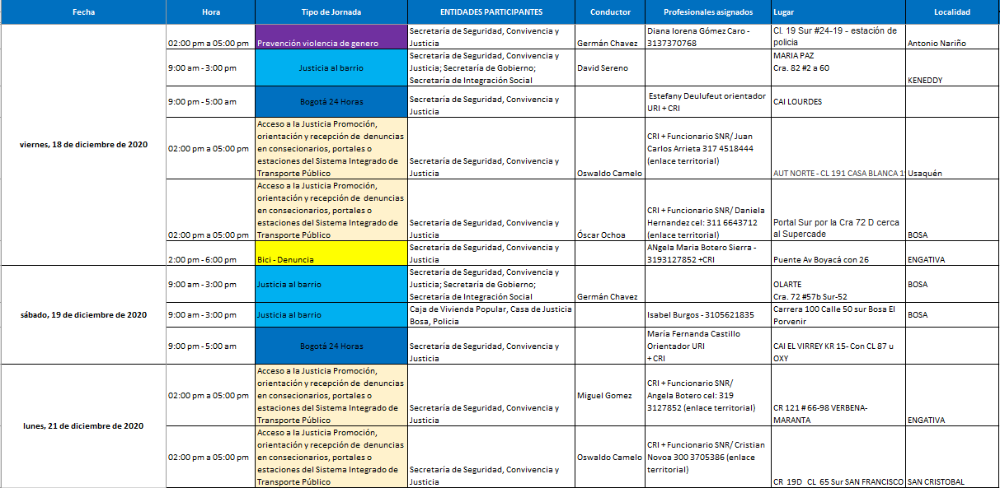 Fecha Hora Tipo de Jornada ENTIDADES PARTICIPANTES Conductor Profesionales asignados Lugar Localidad
viernes, 18 de diciembre de 2020
02:00 pm a 05:00 pm
Prevención violencia de genero
Secretaría de Seguridad, Convivencia y
Justicia
Germán Chavez
Diana lorena Gómez Caro -
3137370768
Cl. 19 Sur #24-19 - estación de
policia
Antonio Nariño
9:00 am - 3:00 pm
Justicia al barrio
Secretaría de Seguridad, Convivencia y
Justicia; Secretaría de Gobierno;
Secretaría de Integración Social
David Sereno
MARIA PAZ
Cra. 82 #2 a 60
KENEDDY
9:00 pm - 5:00 am
Bogotá 24 Horas
Secretaría de Seguridad, Convivencia y
Justicia
Estefany Deulufeut orientador
URI + CRI
CAI LOURDES
02:00 pm a 05:00 pm
Acceso a la Justicia Promoción,
orientación y recepción de denuncias
en consecionarios, portales o
estaciones del Sistema Integrado de
Transporte Público
Secretaría de Seguridad, Convivencia y
Justicia
Oswaldo Camelo
CRI + Funcionario SNR/ Juan
Carlos Arrieta 317 4518444
(enlace territorial)
AUT NORTE - CL 191 CASA BLANCA 1
Usaquén
02:00 pm a 05:00 pm
Acceso a la Justicia Promoción,
orientación y recepción de denuncias
en consecionarios, portales o
estaciones del Sistema Integrado de
Transporte Público
Secretaría de Seguridad, Convivencia y
Justicia
Óscar Ochoa
CRI + Funcionario SNR/ Daniela
Hernandez cel: 311 6643712
(enlace territorial)
Portal Sur por la Cra 72 D cerca
al Supercade
BOSA
2:00 pm - 6:00 pm
Bici - Denuncia
Secretaría de Seguridad, Convivencia y
Justicia
ANgela Maria Botero Sierra -
3193127852 +CRI
Puente Av Boyacá con 26
ENGATIVA
sábado, 19 de diciembre de 2020
9:00 am - 3:00 pm
Justicia al barrio
Secretaría de Seguridad, Convivencia y
Justicia; Secretaría de Gobierno;
Secretaría de Integración Social
Germán Chavez
OLARTE
Cra. 72 #57b Sur-52
BOSA
9:00 am - 3:00 pm
Justicia al barrio
Caja de Vivienda Popular, Casa de Justicia
Bosa, Policia
Isabel Burgos - 3105621835
Carrera 100 Calle 50 sur Bosa El
Porvenir
BOSA
9:00 pm - 5:00 am
Bogotá 24 Horas
Secretaría de Seguridad, Convivencia y
Justicia
María Fernanda Castillo
Orientador URI
+ CRI
CAI EL VIRREY KR 15- Con CL 87 u
OXY
lunes, 21 de diciembre de 2020
02:00 pm a 05:00 pm
Acceso a la Justicia Promoción,
orientación y recepción de denuncias
en consecionarios, portales o
estaciones del Sistema Integrado de
Transporte Público
Secretaría de Seguridad, Convivencia y
Justicia
Miguel Gomez
CRI + Funcionario SNR/
Angela Botero cel: 319
3127852 (enlace territorial)
CR 121 # 66-98 VERBENA-
MARANTA
ENGATIVA
02:00 pm a 05:00 pm
Acceso a la Justicia Promoción,
orientación y recepción de denuncias
en consecionarios, portales o
estaciones del Sistema Integrado de
Transporte Público
Secretaría de Seguridad, Convivencia y
Justicia
Oswaldo Camelo
CRI + Funcionario SNR/ Cristian
Novoa 300 3705386 (enlace
territorial)
CR 19D CL 65 Sur SAN FRANCISCO
SAN CRISTOBAL